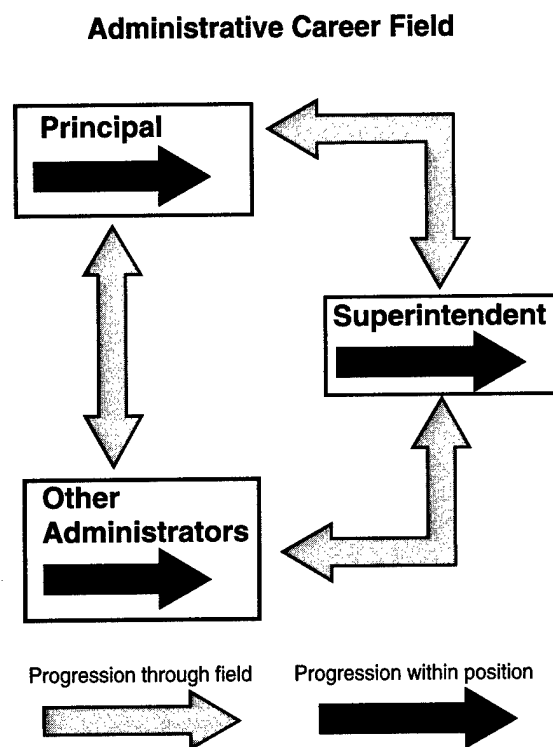 Administrative Career Field
Principal
Superintendent
Other
Administrators
Progression through field
Progression within position